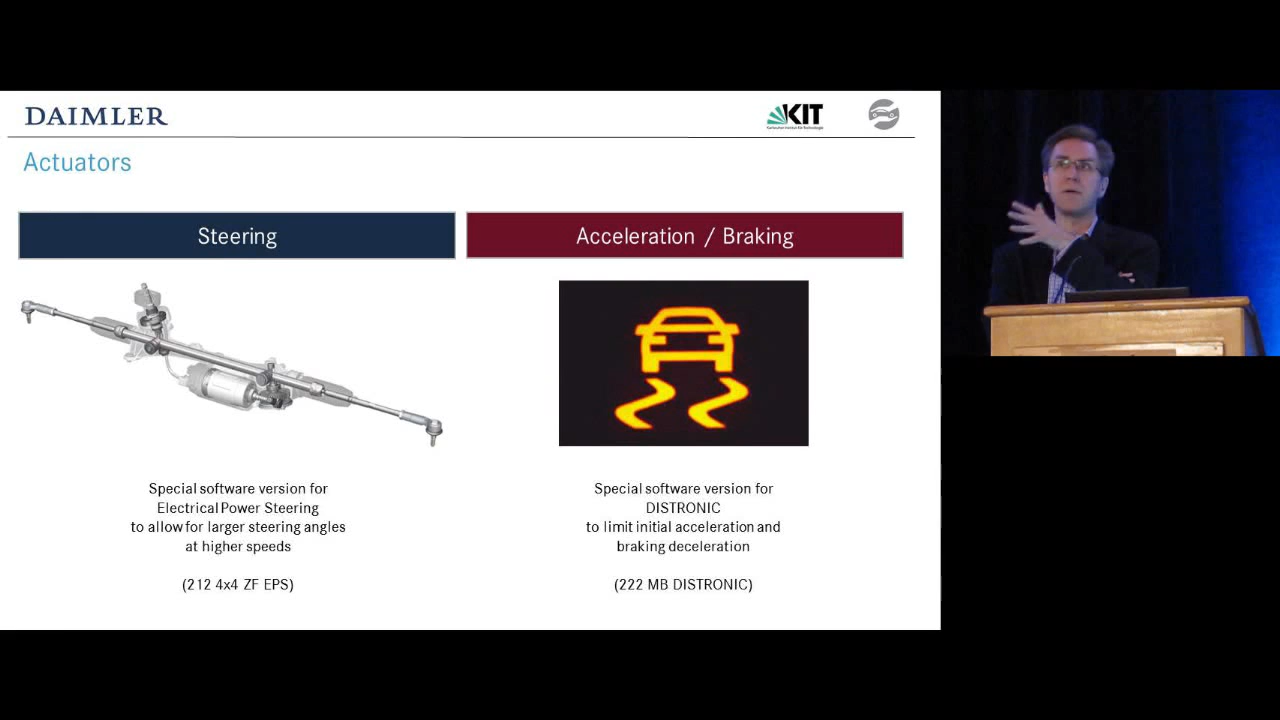 DAIMLER
KIT
Actuators
Steering
Acceleration / Braking
Special software version for
Electrical Power Steering
to allow for larger steering angles
at higher speeds
(212 4x4 ZF EPS)
Special software version for
DISTRONIC
to limit initial acceleration and
braking deceleration
(222 MB DISTRONIC)